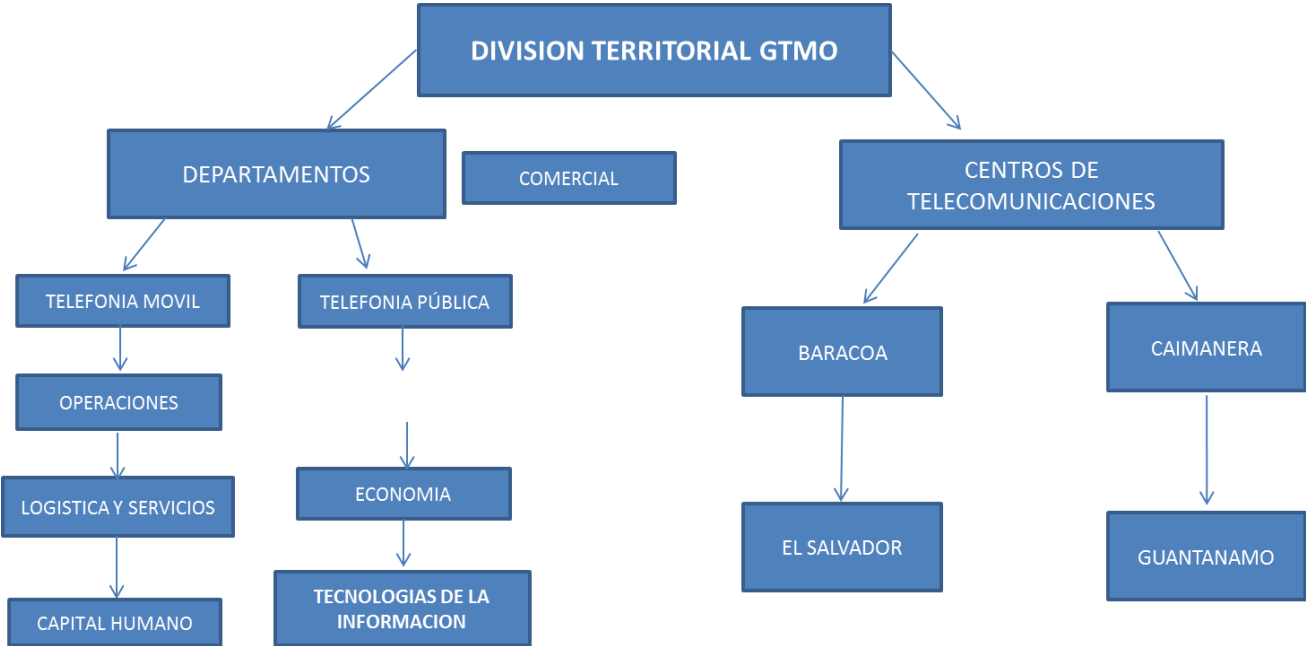 DIVISION TERRITORIAL GTMO
DEPARTAMENTOS
COMERCIAL
CENTROS DE
TELECOMUNICACIONES
TELEFONIA MOVIL
TELEFONIA PÚBLICA
BARACOA
CAIMANERA
OPERACIONES
LOGISTICA Y SERVICIOS
ECONOMIA
EL SALVADOR
GUANTANAMO
CAPITAL HUMANO
TECNOLOGIAS DE LA
INFORMACION